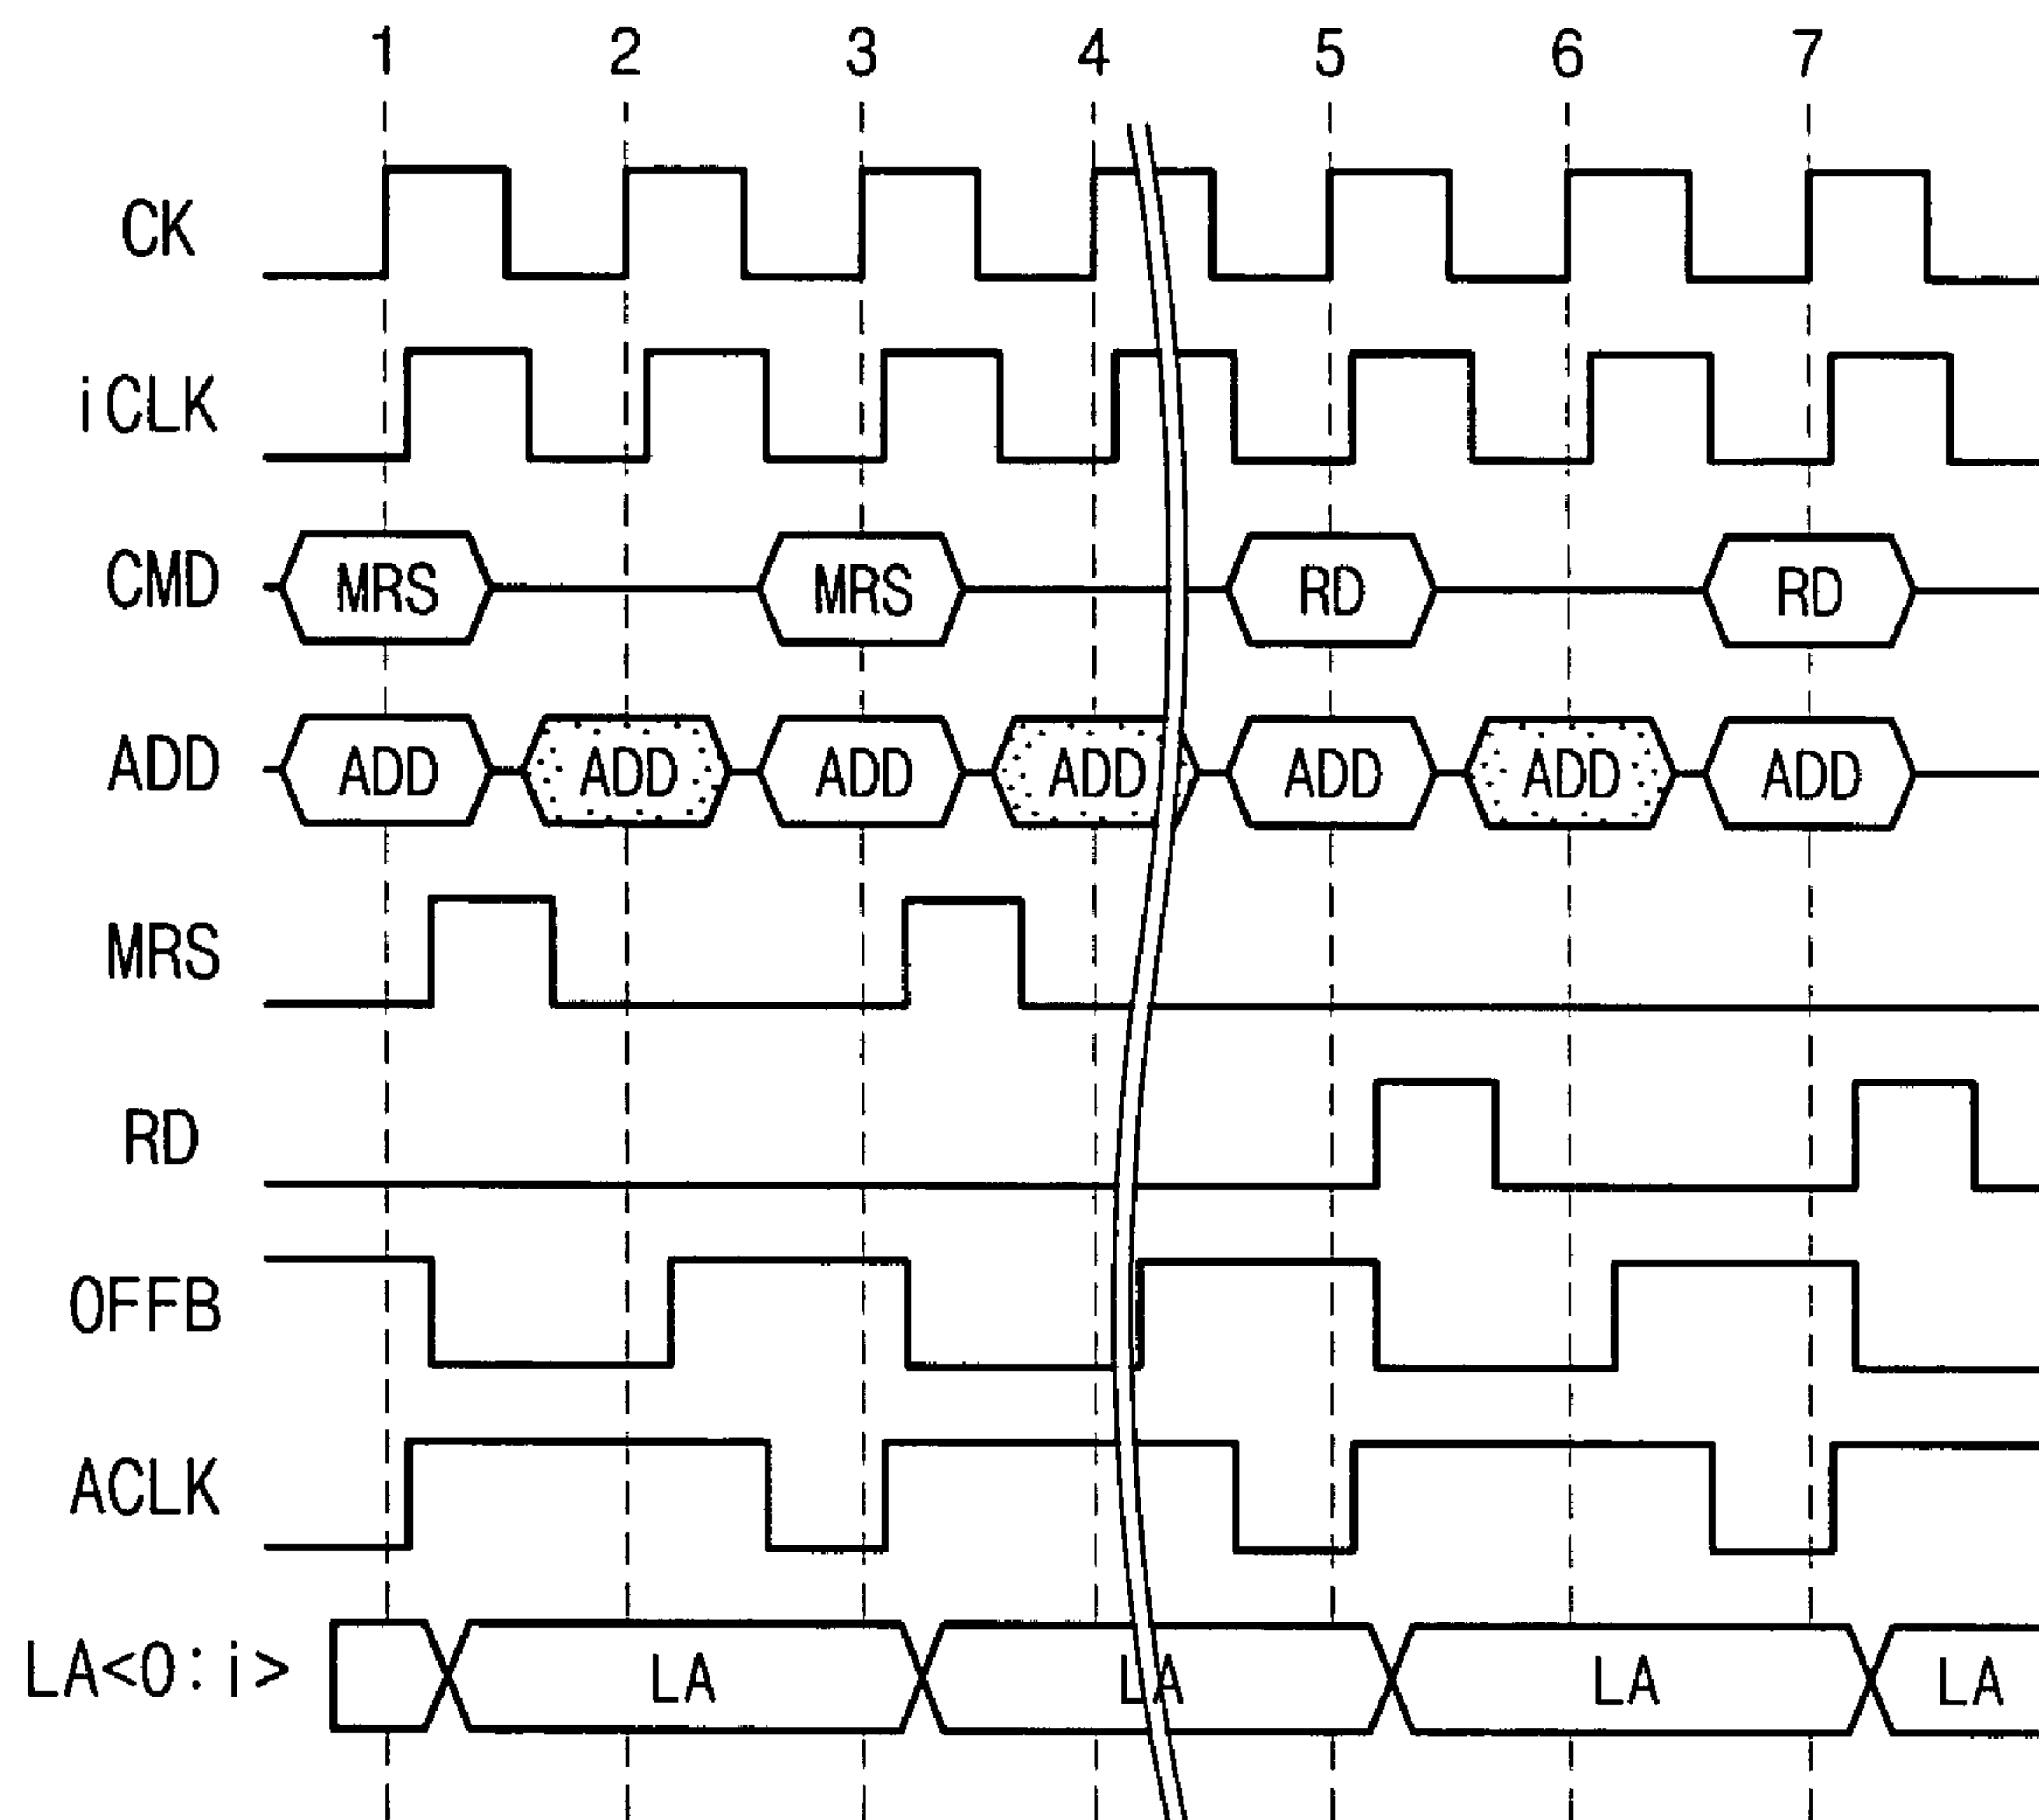 1 2 3 4 5 6 7
CK
iCLK
CMD MRS MRS RD RD
ADD ADD ADD ADD ADD ADD ADD ADD
MRS
RD
OFFB
ACLK
LA<0:i> LA LA LA LA